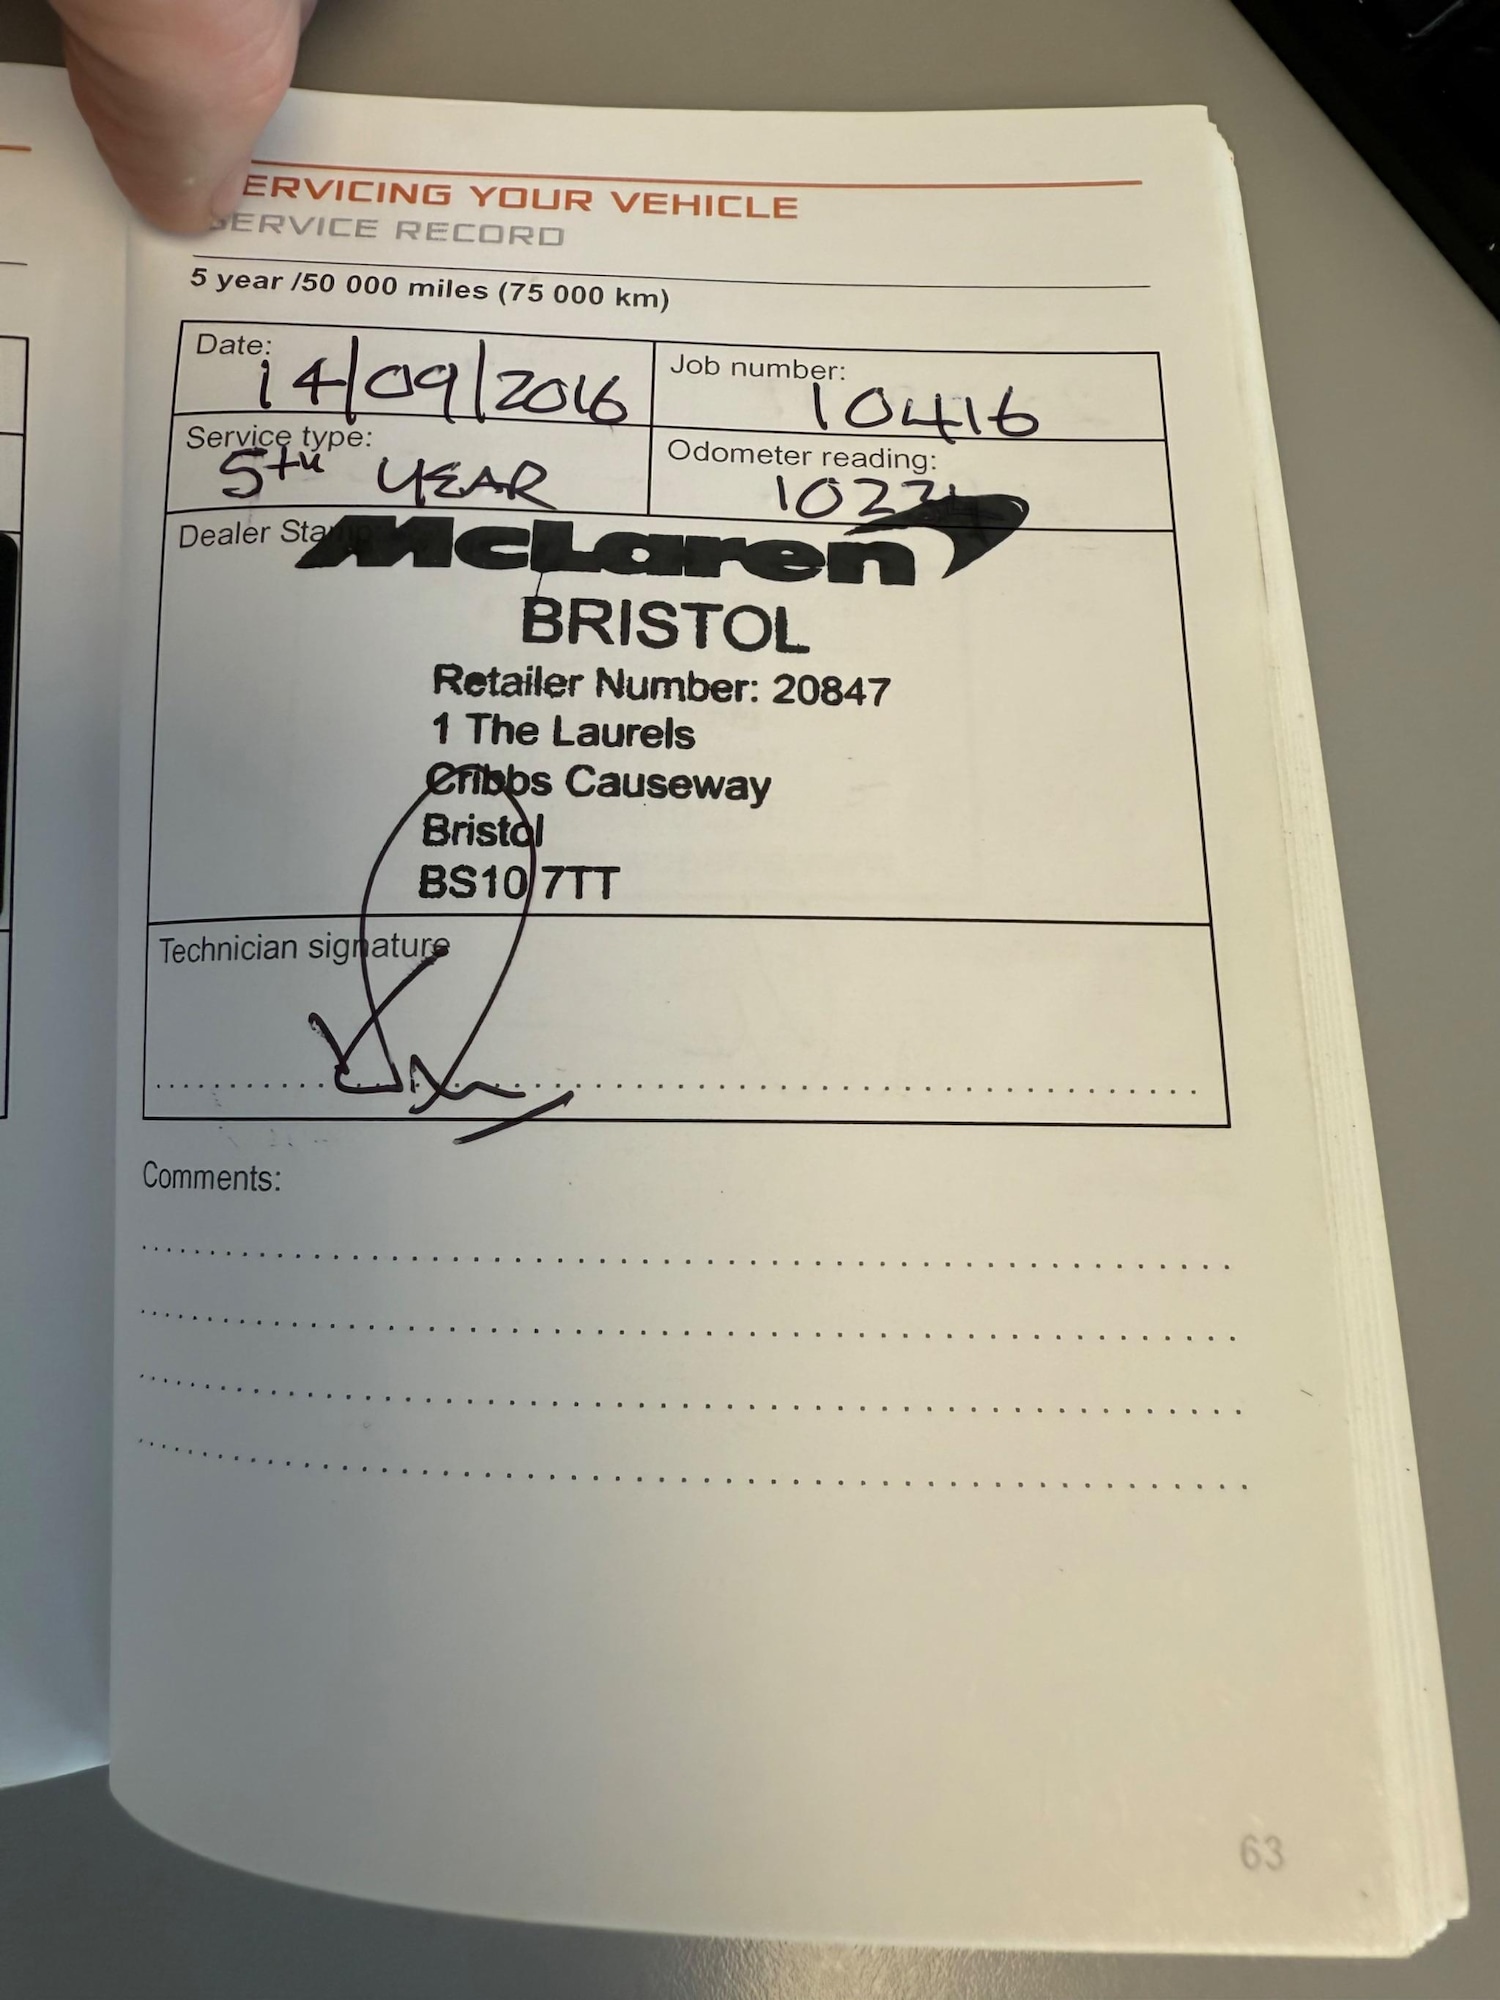 ERVICING YOUR VEHICLE
SERVICE RECORD
5 year /50 000 miles (75 000 km)
Date:
14/09/2016
Job number:
10416
Service type:
5TH YEAR
Odometer reading:
Dealer Stamp:
McLaren
BRISTOL
Retailer Number: 20847
1 The Laurels
Cribbs Causeway
Bristol
BS10 7TT
Technician signature
Comments:
63